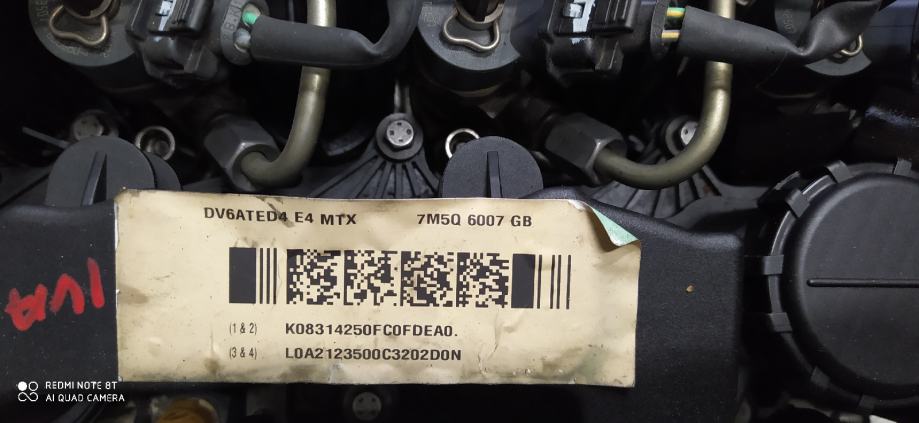 DV6ATED4 E4 MTX 7M5Q 6007 GB
(1 & 2) K08314250FC0FDEA0.
(3 & 4) L0A2123500C3202D0N
IVA
REDMI NOTE 8T
AI QUAD CAMERA